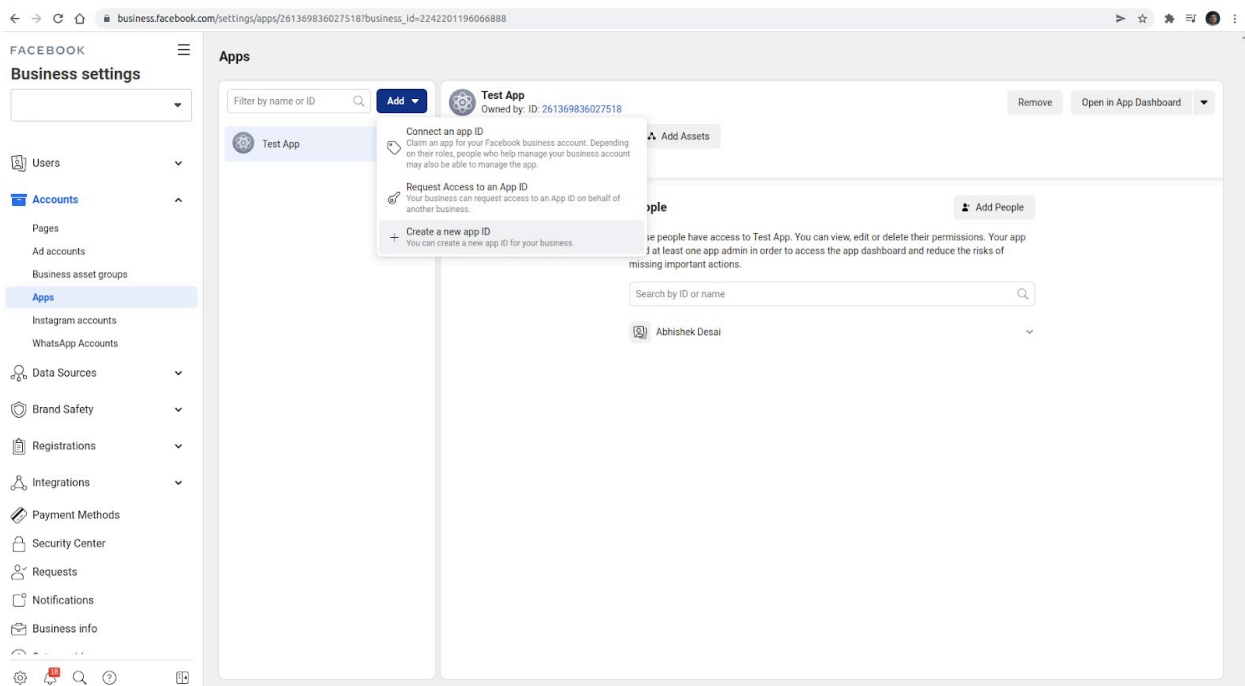 business.facebook.com/settings/apps/261369836027518?business_id=2242201196066888
FACEBOOK
Business settings
Users
Accounts
Pages
Ad accounts
Business asset groups
Apps
Instagram accounts
WhatsApp Accounts
Data Sources
Brand Safety
Registrations
Integrations
Payment Methods
Security Center
Requests
Notifications
Business info
18
Apps
Filter by name or ID
Add
Test App
Connect an app ID
Claim an app for your Facebook business account. Depending
on their roles, people who help manage your business account
may also be able to manage the app.
Request Access to an App ID
Your business can request access to an App ID on behalf of
another business.
Create a new app ID
You can create a new app ID for your business.
Test App
Owned by: ID: 261369836027518
Remove
Open in App Dashboard
Add Assets
ople
Add People
se people have access to Test App. You can view, edit or delete their permissions. Your app
d at least one app admin in order to access the app dashboard and reduce the risks of
missing important actions.
Search by ID or name
Abhishek Desai